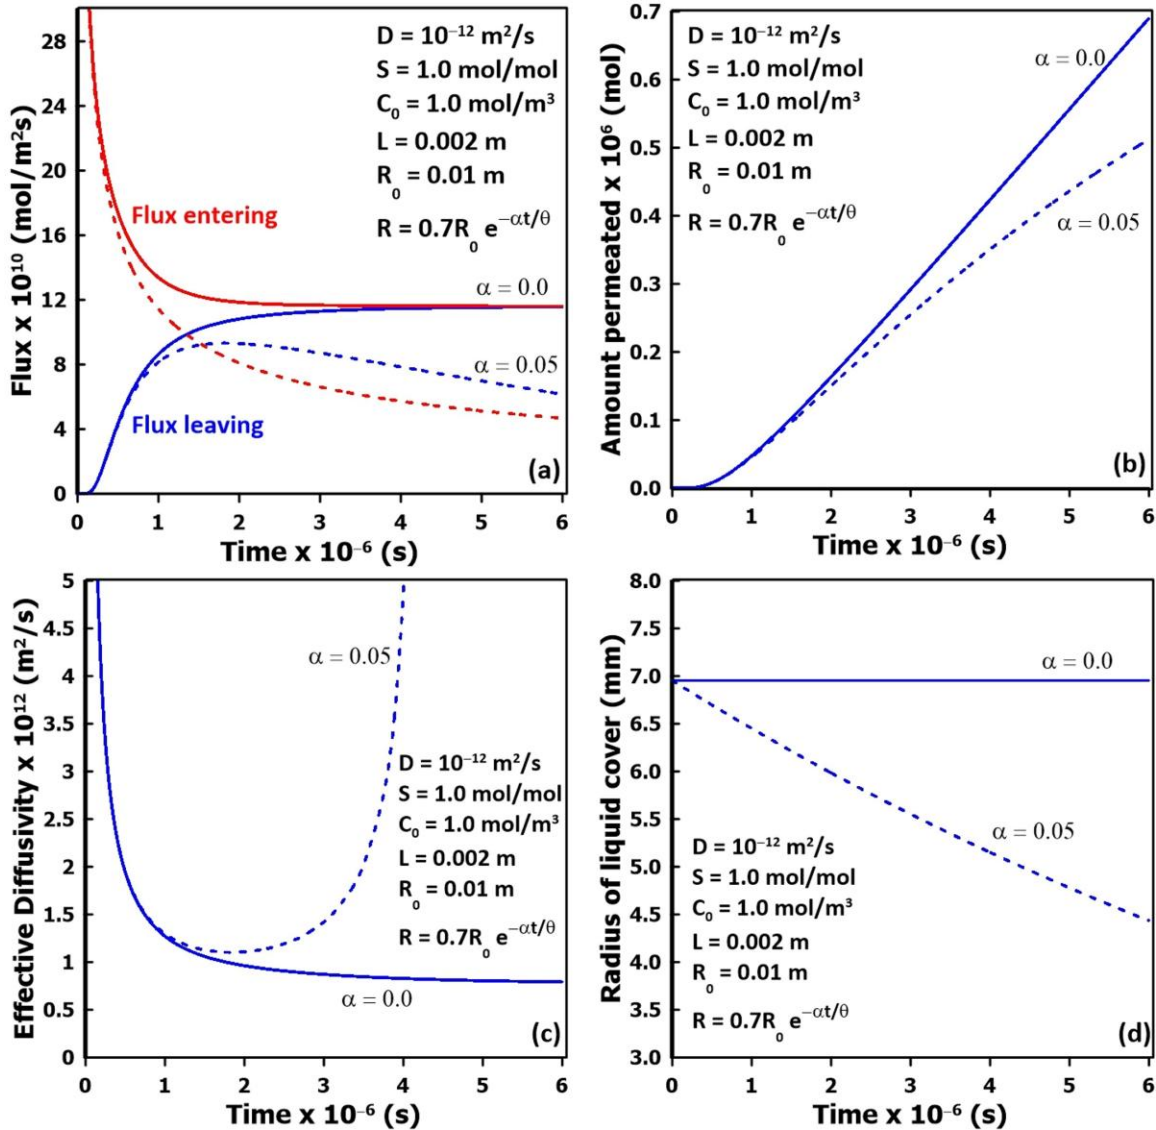 Flux x 10¹⁰ (mol/m²s)
28
24
20
16
12
8
4
0
0 1 2 3 4 5 6
Time x 10⁻⁶ (s)
D = 10⁻¹² m²/s
S = 1.0 mol/mol
C₀ = 1.0 mol/m³
L = 0.002 m
R₀ = 0.01 m
R = 0.7R₀ e^{−αt/θ}
Flux entering
α = 0.0
α = 0.05
Flux leaving
(a)
Amount permeated x 10⁶ (mol)
0.7
0.6
0.5
0.4
0.3
0.2
0.1
0.0
0 1 2 3 4 5 6
Time x 10⁻⁶ (s)
D = 10⁻¹² m²/s
S = 1.0 mol/mol
C₀ = 1.0 mol/m³
L = 0.002 m
R₀ = 0.01 m
R = 0.7R₀ e^{−αt/θ}
α = 0.0
α = 0.05
(b)
Effective Diffusivity x 10¹² (m²/s)
5
4.5
4
3.5
3
2.5
2
1.5
1
0.5
0
0 1 2 3 4 5 6
Time x 10⁻⁶ (s)
α = 0.05
D = 10⁻¹² m²/s
S = 1.0 mol/mol
C₀ = 1.0 mol/m³
L = 0.002 m
R₀ = 0.01 m
R = 0.7R₀ e^{−αt/θ}
α = 0.0
(c)
Radius of liquid cover (mm)
8.0
7.5
7.0
6.5
6.0
5.5
5.0
4.5
4.0
3.5
3.0
0 1 2 3 4 5 6
Time x 10⁻⁶ (s)
α = 0.0
α = 0.05
D = 10⁻¹² m²/s
S = 1.0 mol/mol
C₀ = 1.0 mol/m³
L = 0.002 m
R₀ = 0.01 m
R = 0.7R₀ e^{−αt/θ}
(d)